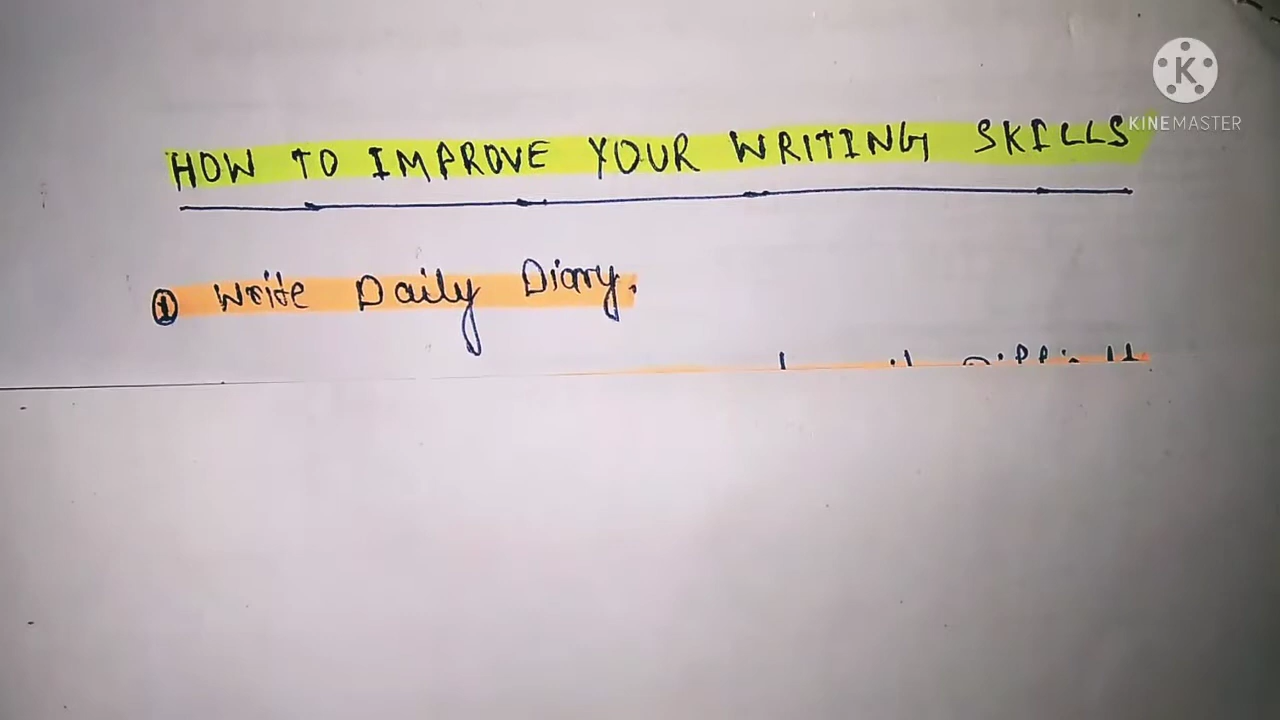 K
KINEMASTER
HOW TO IMPROVE YOUR WRITING SKILLS
① Write Daily Diary.